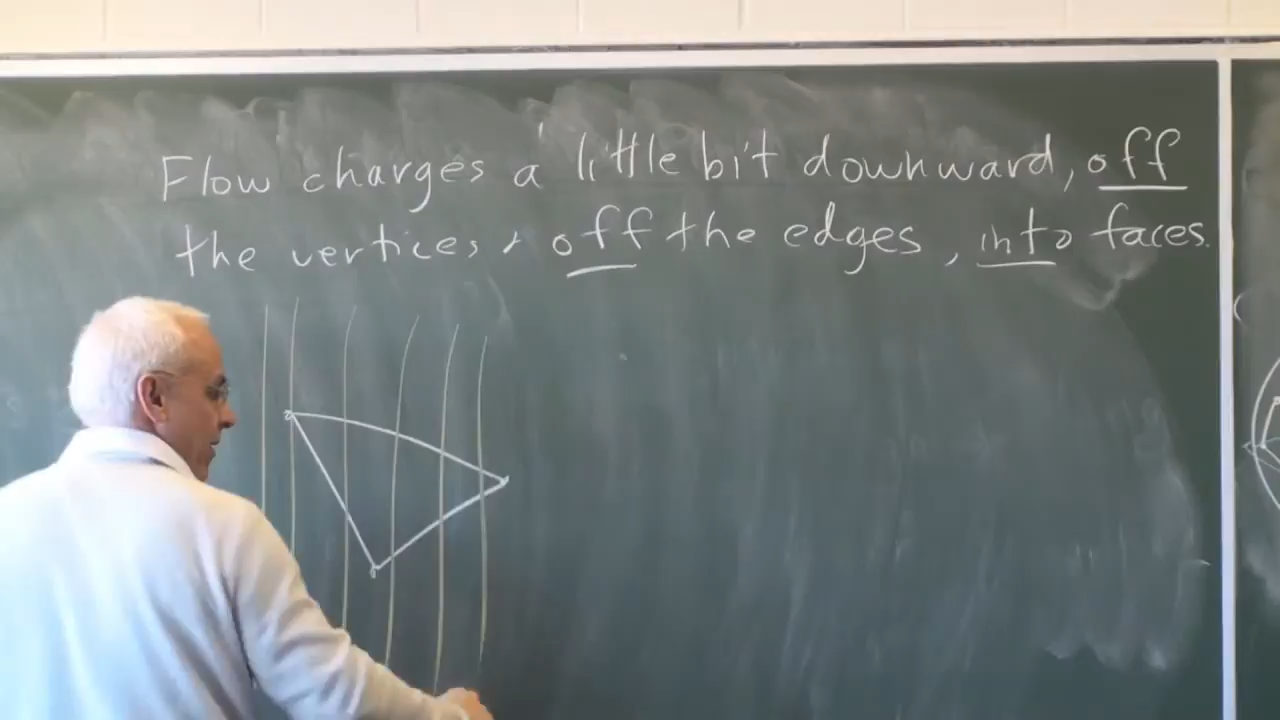 Flow charges a little bit downward, off
the vertices, off the edges, into faces.